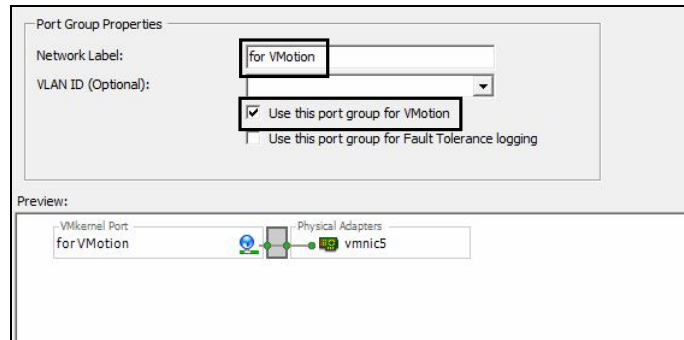 Port Group Properties
Network Label:
for VMotion
VLAN ID (Optional):
Use this port group for VMotion
Use this port group for Fault Tolerance logging
Preview:
VMkernel Port
for VMotion
Physical Adapters
vmnic5